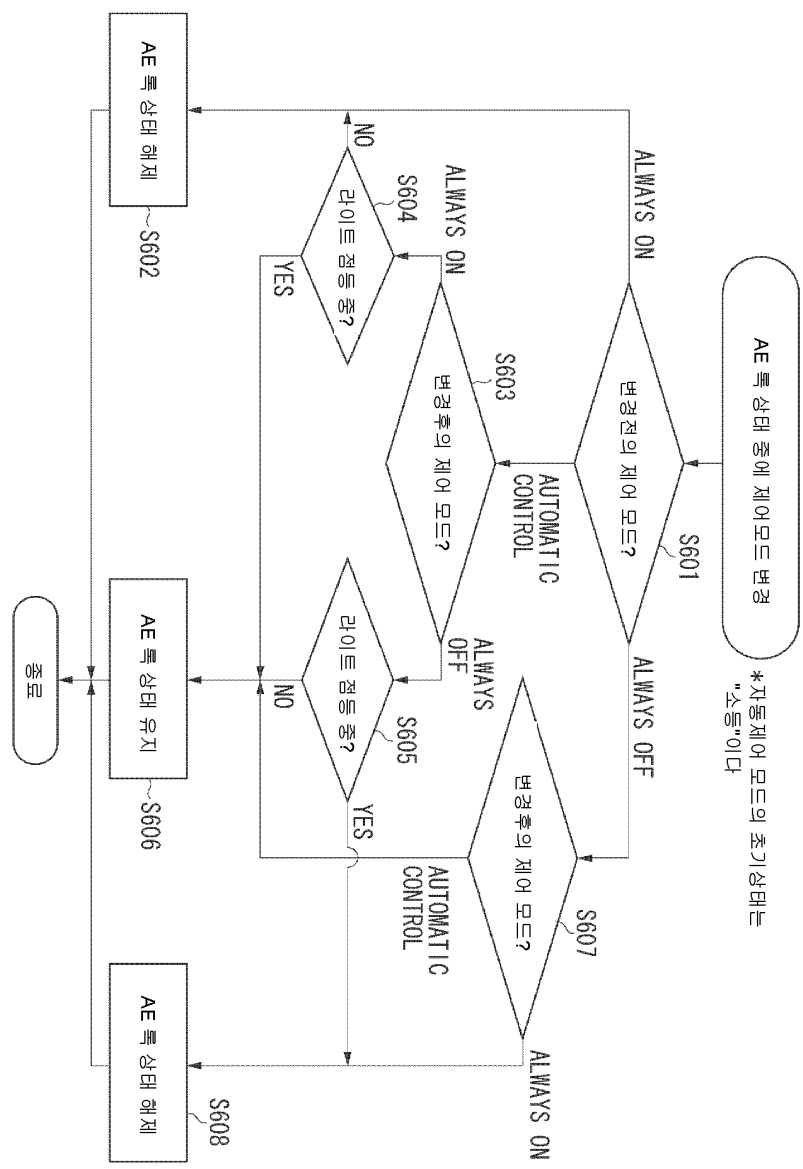 AE 록 상태 중에 제어모드 변경
*자동제어 모드의 초기상태는
"소등"이다
S601
변경전의 제어 모드?
ALWAYS ON
ALWAYS OFF
AUTOMATIC
CONTROL
S603
변경후의 제어 모드?
S607
변경후의 제어 모드?
ALWAYS ON
ALWAYS
OFF
ALWAYS ON
AUTOMATIC
CONTROL
S604
라이트 점등 중?
NO
YES
S605
라이트 점등 중?
YES
NO
AE 록 상태 해제
S602
AE 록 상태 유지
S606
AE 록 상태 해제
S608
종료